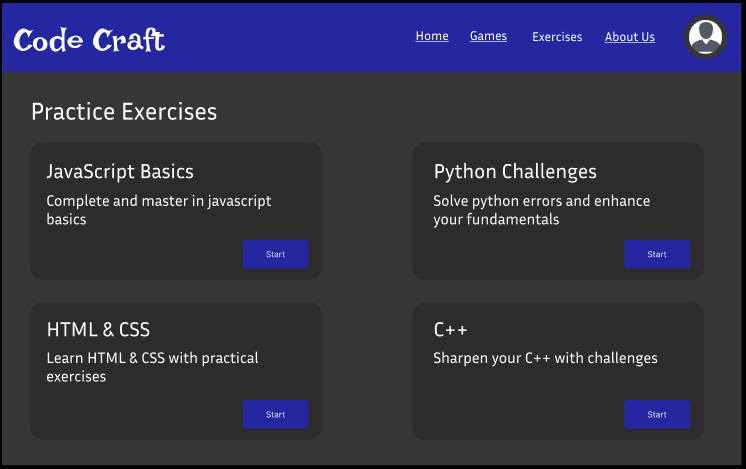 Code Craft
Home Games Exercises About Us
Practice Exercises
JavaScript Basics
Complete and master in javascript
basics
Start
Python Challenges
Solve python errors and enhance
your fundamentals
Start
HTML & CSS
Learn HTML & CSS with practical
exercises
Start
C++
Sharpen your C++ with challenges
Start